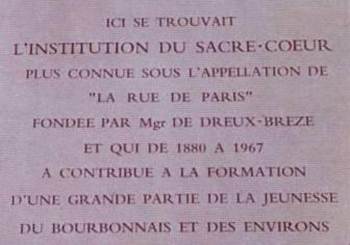 ICI SE TROUVAIT
L'INSTITUTION DU SACRE-COEUR
PLUS CONNUE SOUS L'APPELLATION DE
"LA RUE DE PARIS"
FONDEE PAR Mgr DE DREUX-BREZE
ET QUI DE 1880 A 1967
A CONTRIBUE A LA FORMATION
D'UNE GRANDE PARTIE DE LA JEUNESSE
DU BOURBONNAIS ET DES ENVIRONS